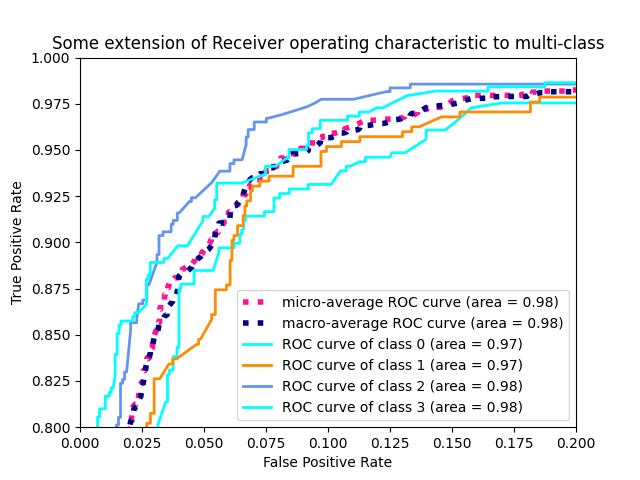 Some extension of Receiver operating characteristic to multi-class
1.000
0.975
0.950
0.925
0.900
0.875
0.850
0.825
0.800
True Positive Rate
micro-average ROC curve (area = 0.98)
macro-average ROC curve (area = 0.98)
ROC curve of class 0 (area = 0.97)
ROC curve of class 1 (area = 0.97)
ROC curve of class 2 (area = 0.98)
ROC curve of class 3 (area = 0.98)
0.000 0.025 0.050 0.075 0.100 0.125 0.150 0.175 0.200
False Positive Rate